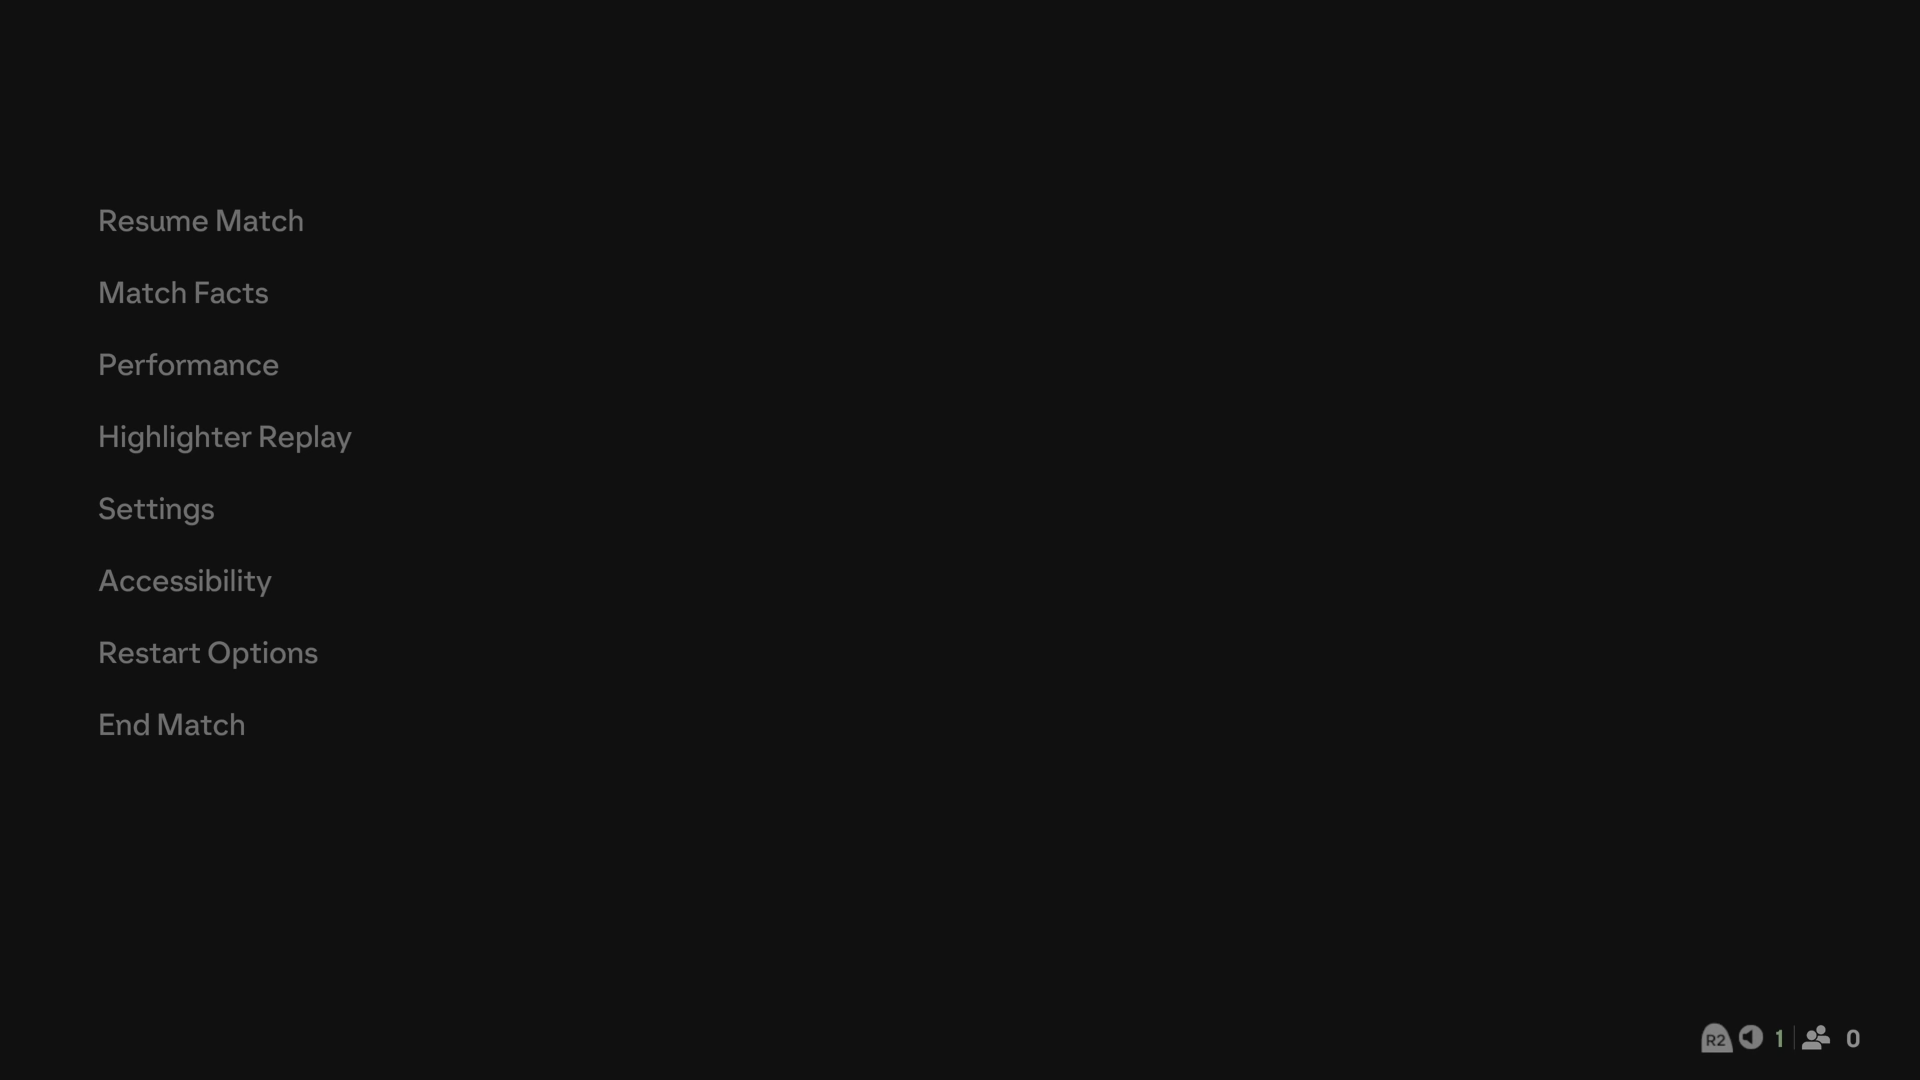 Resume Match
Match Facts
Performance
Highlighter Replay
Settings
Accessibility
Restart Options
End Match
R2 1 0